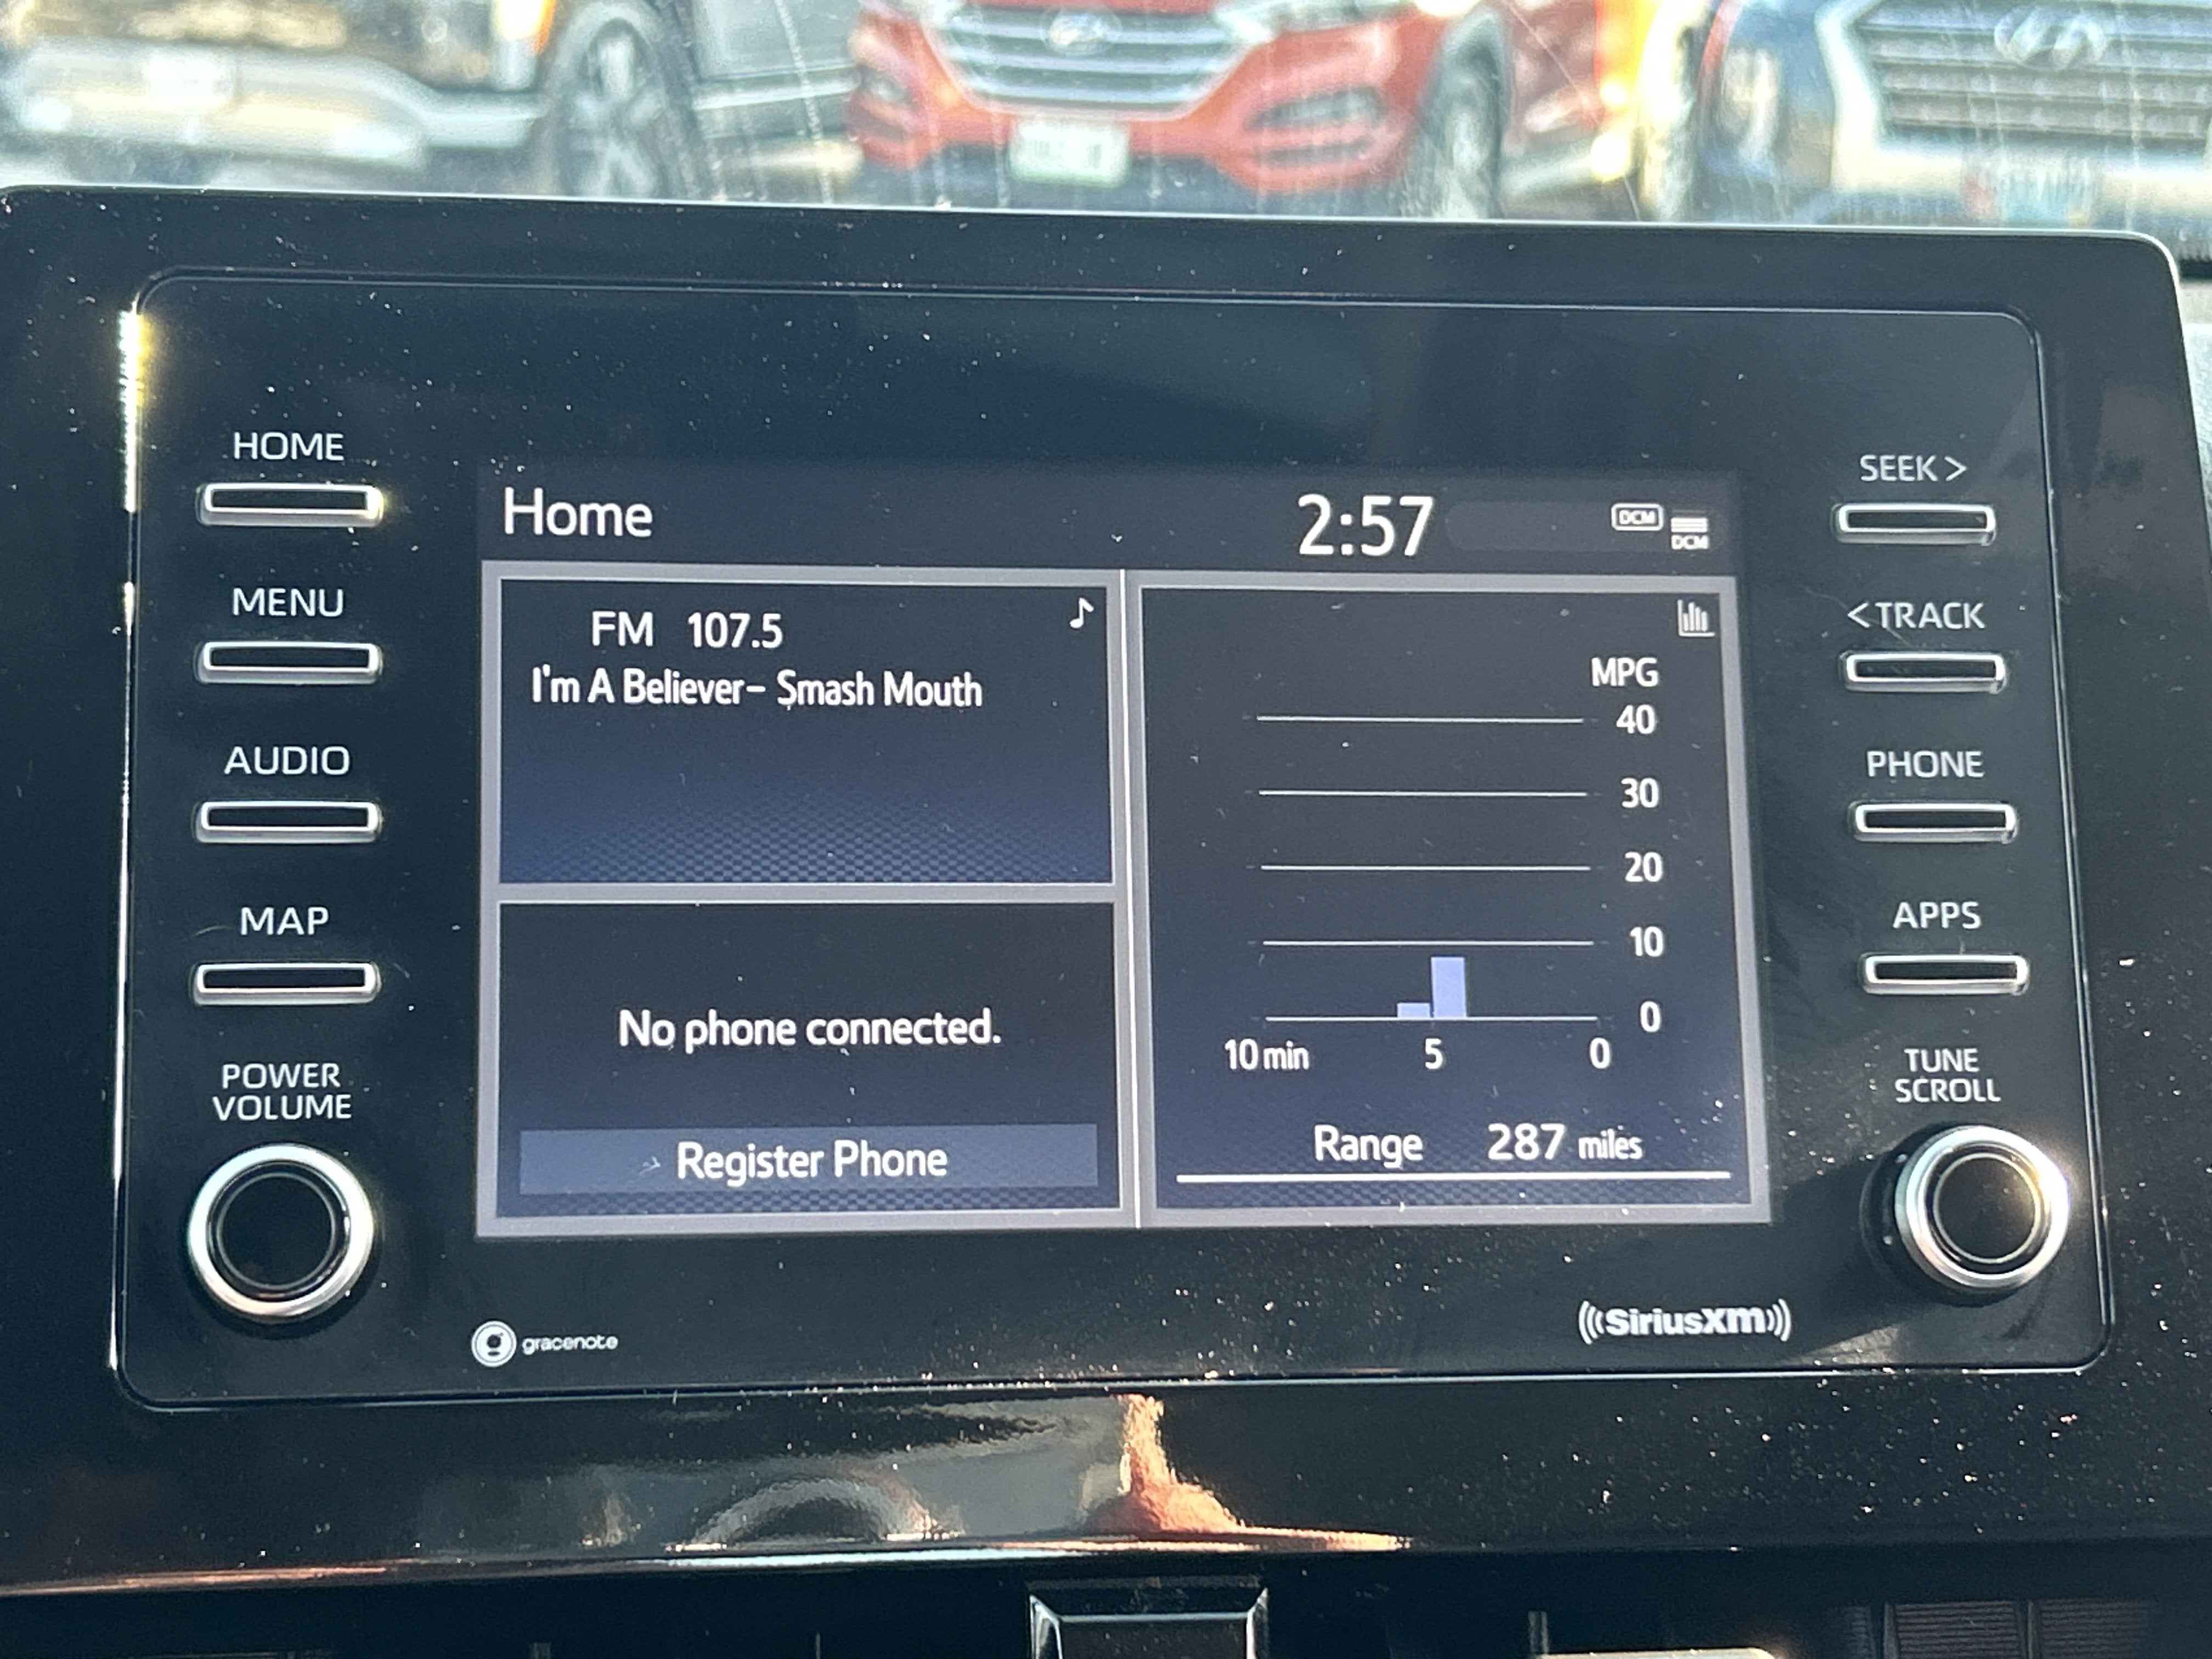 HOME
MENU
AUDIO
MAP
POWER
VOLUME
Home
2:57
DCM
DCM
FM 107.5
I'm A Believer- Smash Mouth
No phone connected.
Register Phone
MPG
40
30
20
10
0
10 min 5 0
Range 287 miles
SEEK >
< TRACK
PHONE
APPS
TUNE
SCROLL
gracenote
((SiriusXM))